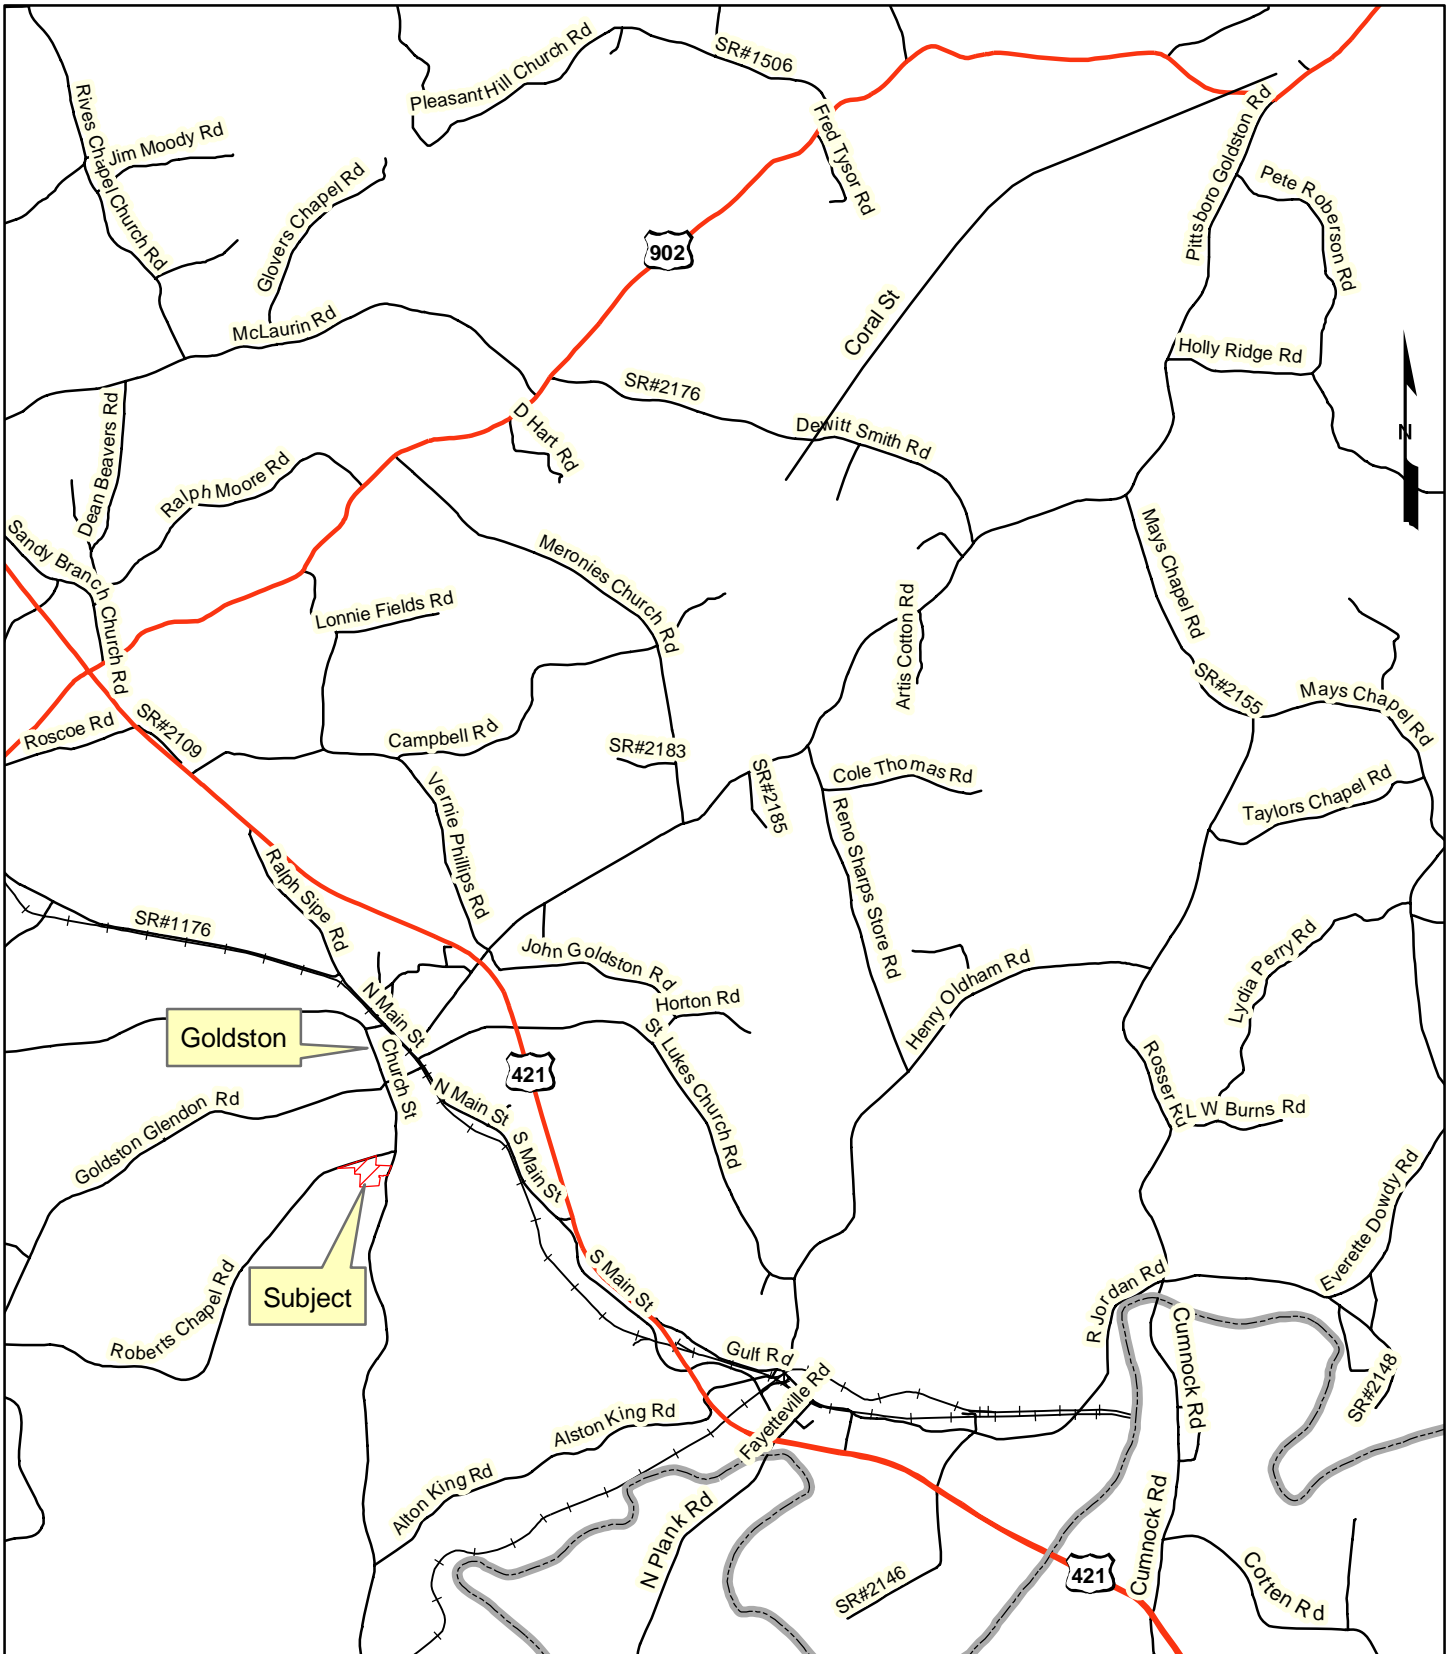 Pleasant Hill Church Rd
SR#1506
Rives Chapel Church Rd
Jim Moody Rd
Fred Tysor Rd
Pittsboro Goldston Rd
Pete Roberson Rd
Glovers Chapel Rd
902
McLaurin Rd
Coral St
Holly Ridge Rd
SR#2176
Dean Beavers Rd
D Hart Rd
Dewitt Smith Rd
N
Ralph Moore Rd
Sandy Branch Church Rd
Meronies Church Rd
Mays Chapel Rd
Lonnie Fields Rd
Artis Cotton Rd
SR#2155
Mays Chapel Rd
Roscoe Rd
SR#2109
Campbell Rd
SR#2183
SR#2185
Cole Thomas Rd
Taylors Chapel Rd
Vernie Phillips Rd
Reno Sharps Store Rd
Ralph Sipe Rd
SR#1176
John Goldston Rd
Horton Rd
Henry Oldham Rd
Lydia Perry Rd
N Main St
Goldston
Church St
421
St Lukes Church Rd
Rosser Rd
L W Burns Rd
N Main St
Goldston Glendon Rd
S Main St
Everette Dowdy Rd
Subject
Roberts Chapel Rd
S Main St
R Jordan Rd
Cumnock Rd
Gulf Rd
SR#2148
Fayetteville Rd
Alston King Rd
Alton King Rd
N Plank Rd
Cumnock Rd
421
SR#2146
Cotten Rd